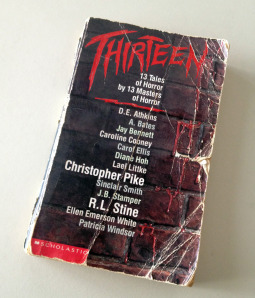 THIRTEEN
13 Tales
of Horror
by 13 Masters
of Horror
D.E. Athkins
A. Bates
Jay Bennett
Caroline Cooney
Carol Ellis
Diane Hoh
Lael Littke
Christopher Pike
Sinclair Smith
J.B. Stamper
R.L. Stine
Ellen Emerson White
Patricia Windsor
SCHOLASTIC